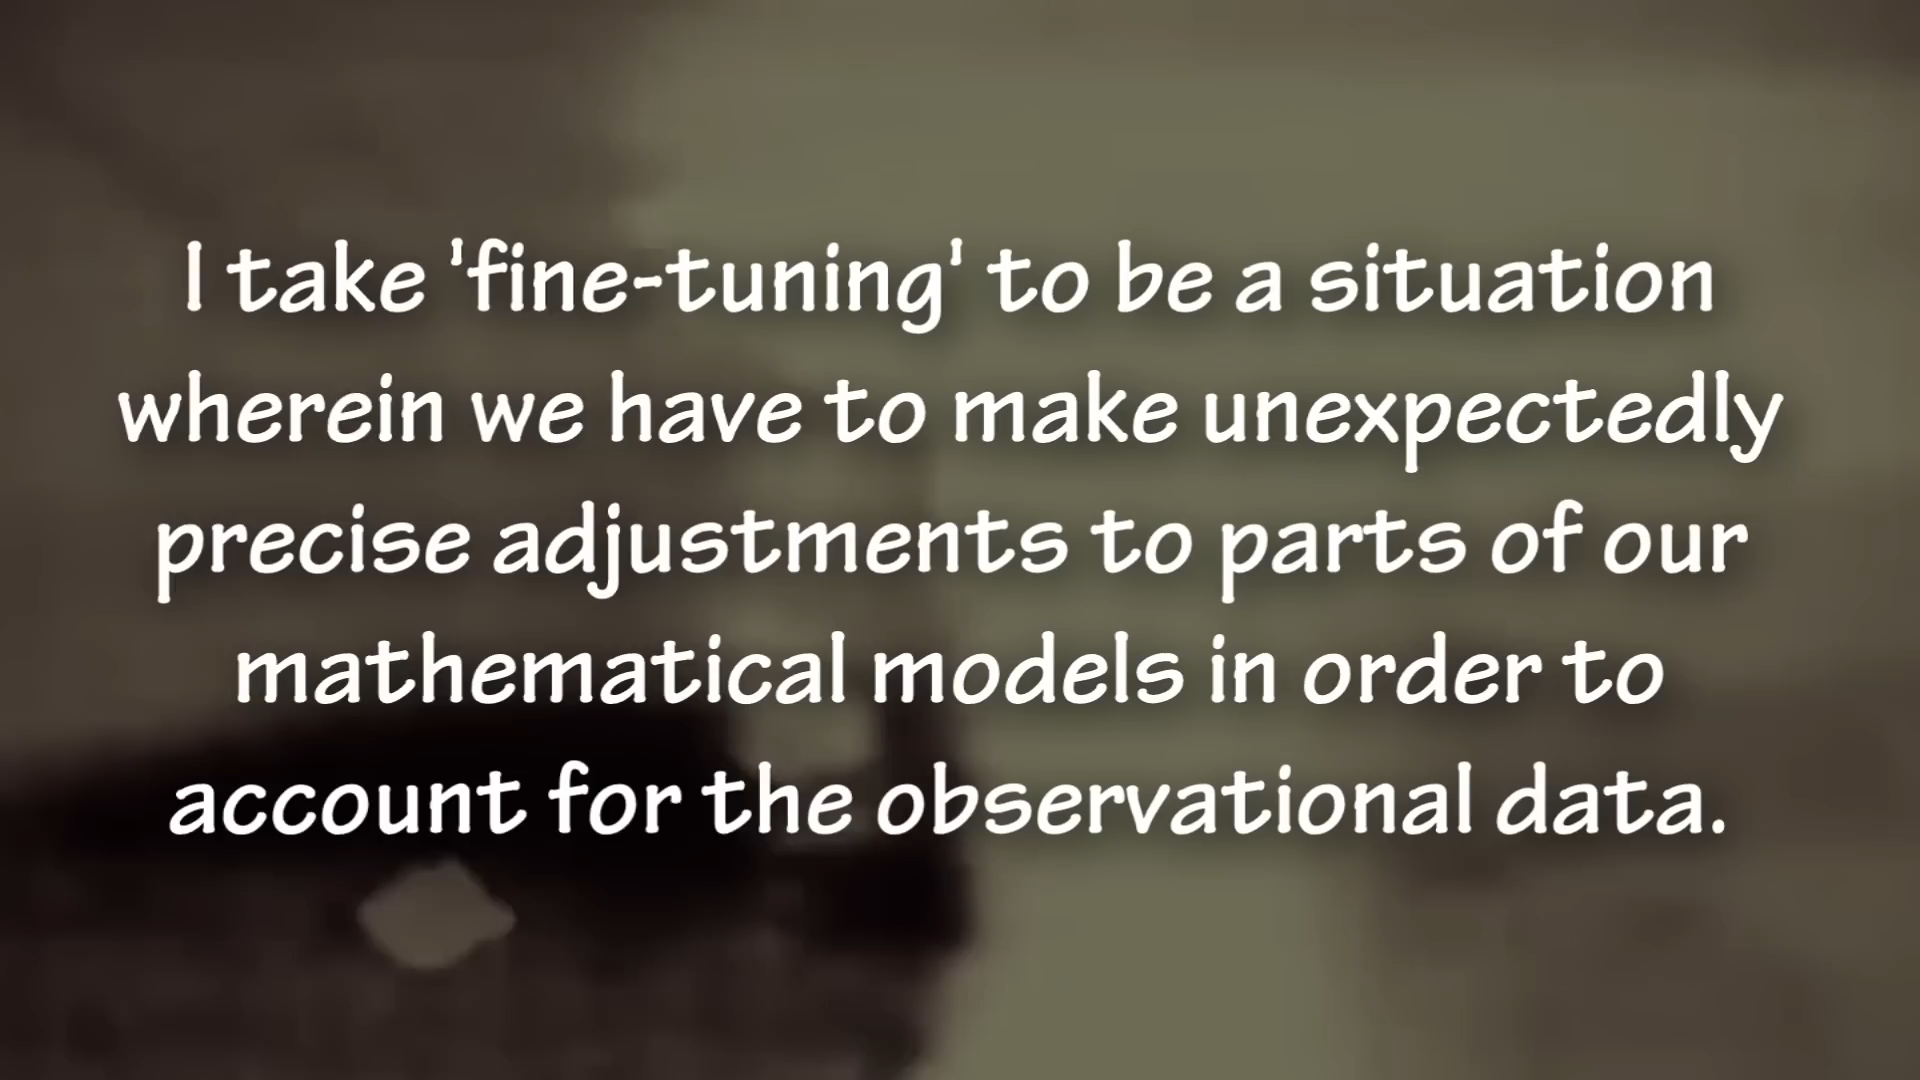 I take 'fine-tuning' to be a situation
wherein we have to make unexpectedly
precise adjustments to parts of our
mathematical models in order to
account for the observational data.